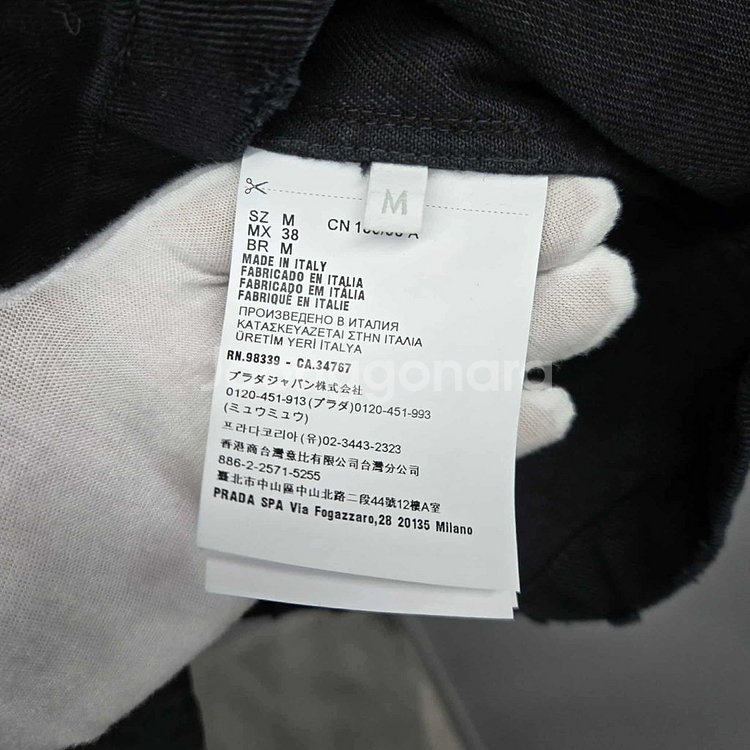 M
SZ M
MX 38
BR M
CN
MADE IN ITALY
FABRICADO EN ITALIA
FABRICADO EM ITÁLIA
FABRIQUÉ EN ITALIE
ПРОИЗВЕДЕНО В ИТАЛИЯ
ΚΑΤΑΣΚΕΥΑΖΕΤΑΙ ΣΤΗΝ ΙΤΑΛΙΑ
ÜRETİM YERİ İTALYA
RN.98339 - CA.34767
プラダジャパン株式会社
0120-451-913(プラダ)0120-451-993
(ミュウミュウ)
프라다코리아(유)02-3443-2323
香港商台灣意比有限公司台灣分公司
886-2-2571-5255
臺北市中山區中山北路二段44號12樓A室
PRADA SPA Via Fogazzaro,28 20135 Milano